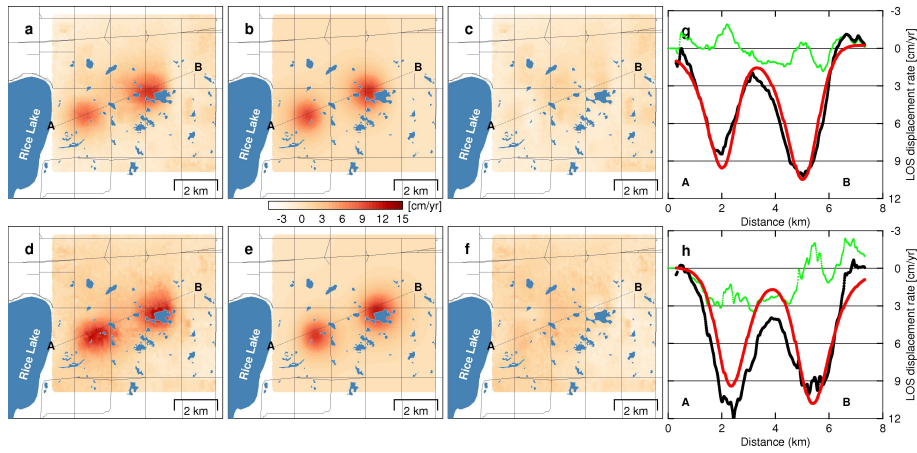 a
B
A
Rice Lake
2 km
b
B
A
Rice Lake
2 km
c
B
A
Rice Lake
2 km
g
A
B
-3
0
3
6
9
12
LOS displacement rate [cm/yr]
0 2 4 6 8
Distance (km)
-3 0 3 6 9 12 15
[cm/yr]
d
B
A
Rice Lake
2 km
e
B
A
Rice Lake
2 km
f
B
A
Rice Lake
2 km
h
A
B
-3
0
3
6
9
12
LOS displacement rate [cm/yr]
0 2 4 6 8
Distance (km)